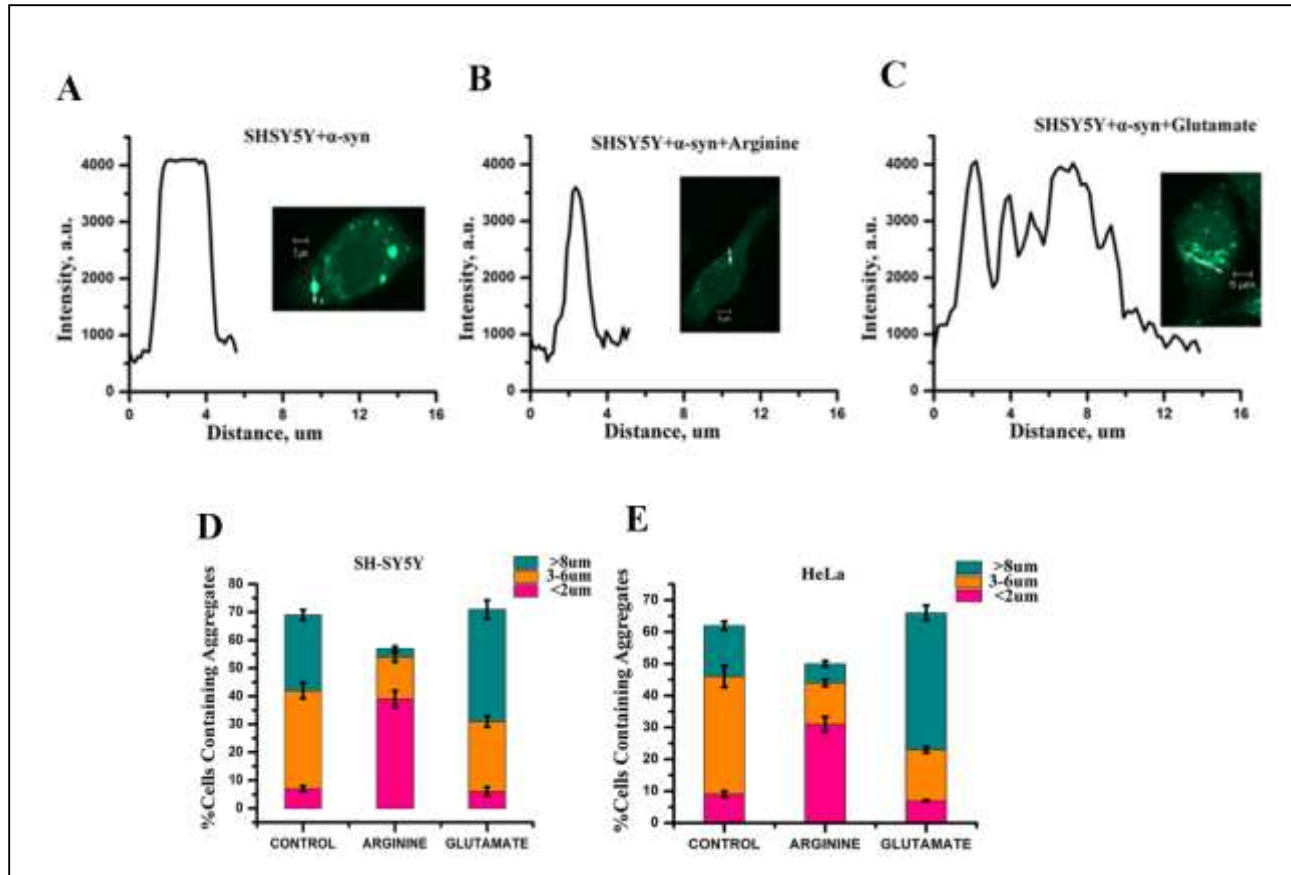 A
SHSY5Y+α-syn
Intensity, a.u.
4000
3000
2000
1000
0
0 4 8 12 16
Distance, um
B
SHSY5Y+α-syn+Arginine
Intensity, a.u.
4000
3000
2000
1000
0
0 4 8 12 16
Distance, um
C
SHSY5Y+α-syn+Glutamate
Intensity, a.u.
4000
3000
2000
1000
0
5 µm
0 4 8 12 16
Distance, um
D
SH-SY5Y
>8um
3-6um
<2um
%Cells Containing Aggregates
80
70
60
50
40
30
20
10
0
CONTROL ARGININE GLUTAMATE
E
HeLa
>8um
3-6um
<2um
%Cells Containing Aggregates
70
60
50
40
30
20
10
0
CONTROL ARGININE GLUTAMATE